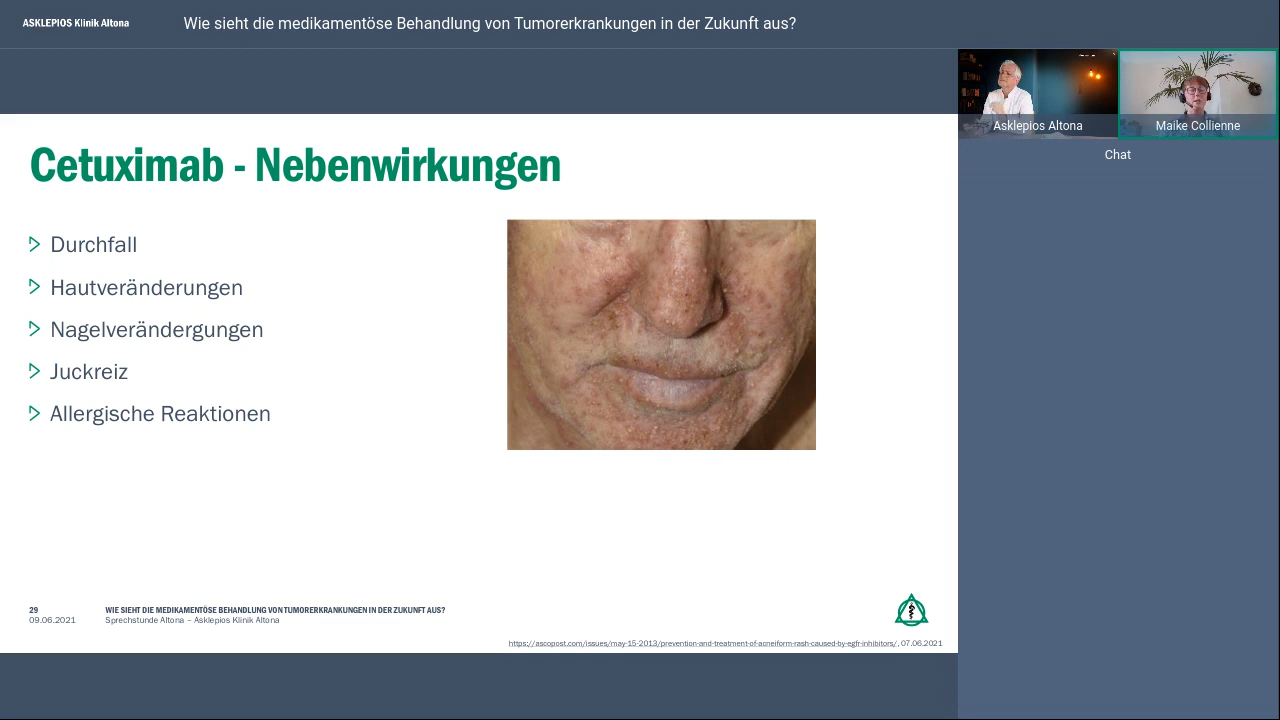 ASKLEPIOS Klinik Altona
Wie sieht die medikamentöse Behandlung von Tumorerkrankungen in der Zukunft aus?
Asklepios Altona
Maike Collienne
Chat
Cetuximab - Nebenwirkungen
Durchfall
Hautveränderungen
Nagelverändergungen
Juckreiz
Allergische Reaktionen
29
WIE SIEHT DIE MEDIKAMENTÖSE BEHANDLUNG VON TUMORERKRANKUNGEN IN DER ZUKUNFT AUS?
09.06.2021
Sprechstunde Altona – Asklepios Klinik Altona
https://ascopost.com/issues/may-15-2013/prevention-and-treatment-of-acneiform-rash-caused-by-egfr-inhibitors/, 07.06.2021